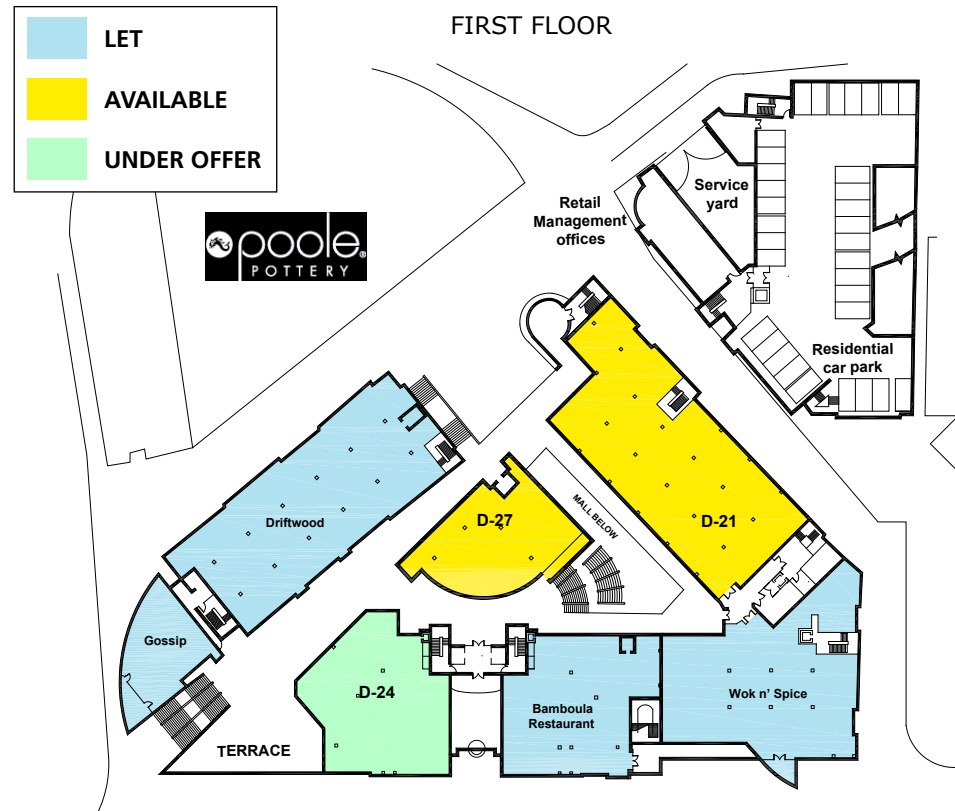 FIRST FLOOR
LET
AVAILABLE
UNDER OFFER
poole®
POTTERY
Retail
Management
offices
Service
yard
Residential
car park
Driftwood
D-27
MALL BELOW
D-21
Gossip
D-24
Bamboula
Restaurant
Wok n’ Spice
TERRACE